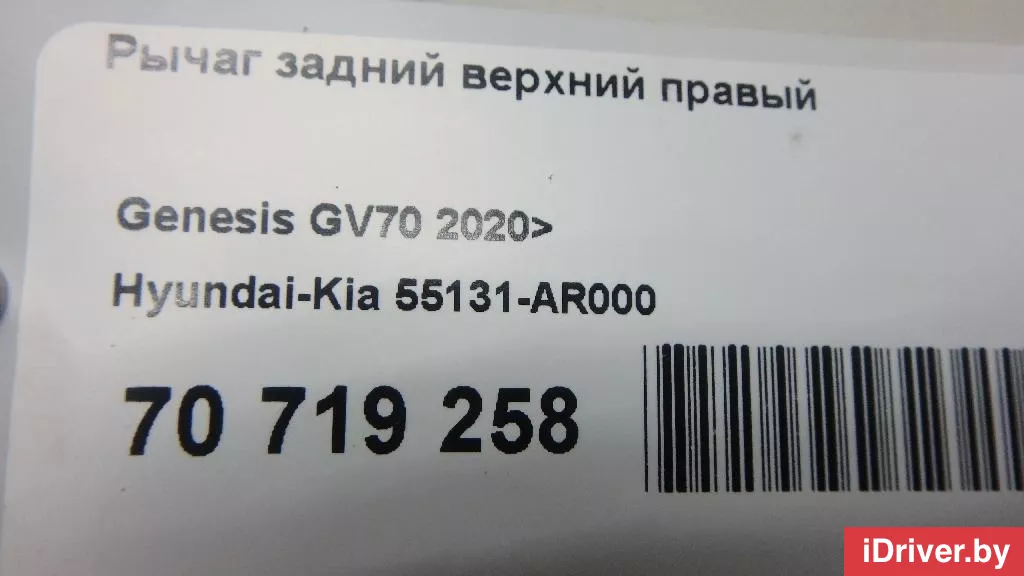 Рычаг задний верхний правый
Genesis GV70 2020>
Hyundai-Kia 55131-AR000
70 719 258
iDriver.by